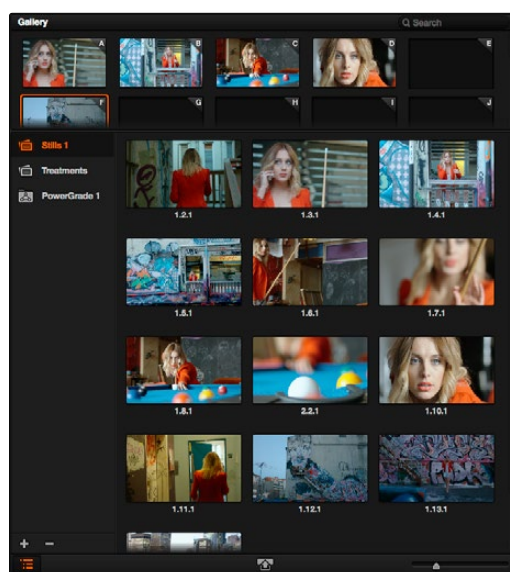 Gallery
Search
A
B
C
D
E
F
G
H
I
J
Stills 1
Treatments
PowerGrade 1
1.2.1
1.3.1
1.4.1
1.5.1
1.6.1
1.7.1
1.8.1
2.2.1
1.10.1
1.11.1
1.12.1
1.13.1